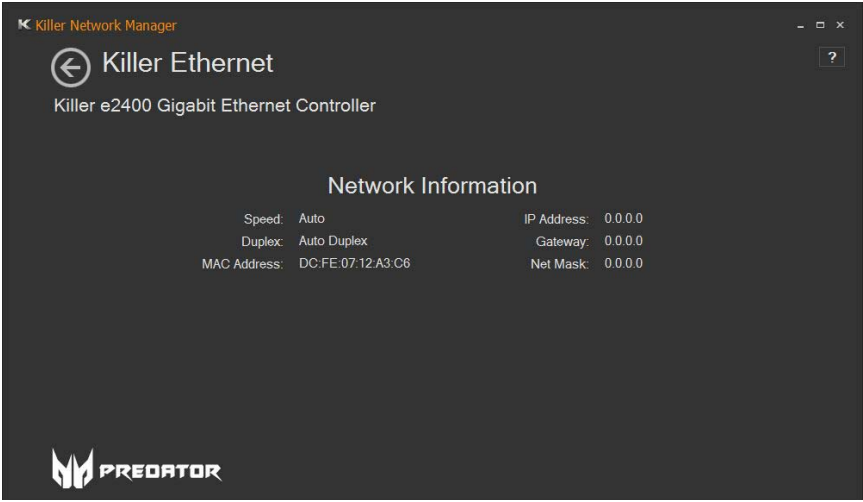 Killer Network Manager
?
Killer Ethernet
Killer e2400 Gigabit Ethernet Controller
Network Information
Speed: Auto IP Address: 0.0.0.0
Duplex: Auto Duplex Gateway: 0.0.0.0
MAC Address: DC:FE:07:12:A3:C6 Net Mask: 0.0.0.0
PREDATOR